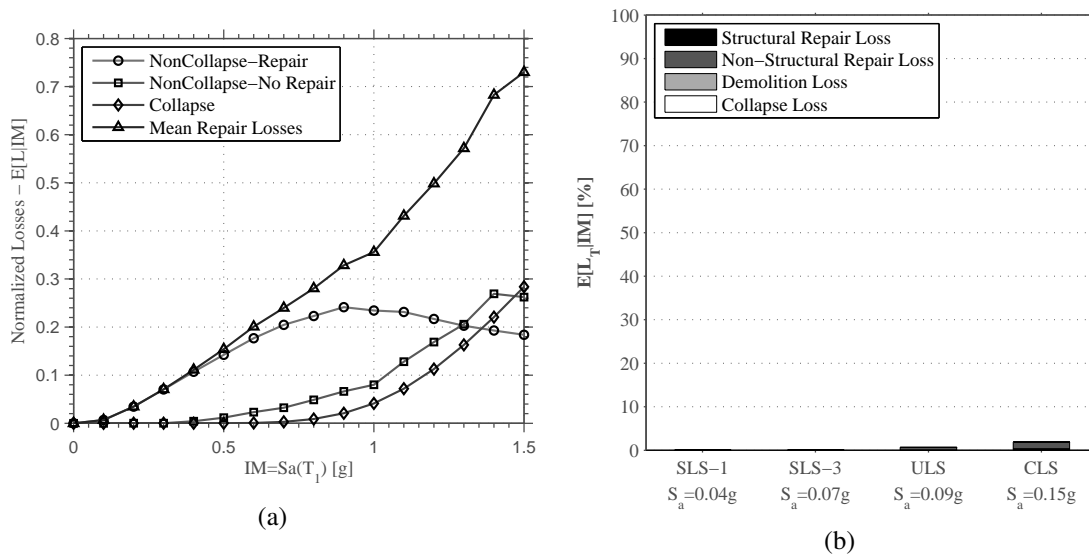 0.8
0.7
0.6
0.5
0.4
0.3
0.2
0.1
0
Normalized Losses − E[L|IM]
NonCollapse−Repair
NonCollapse−No Repair
Collapse
Mean Repair Losses
0 0.5 1 1.5
IM=Sa(T1) [g]
(a)
100
90
80
70
60
50
40
30
20
10
0
E[LT|IM] [%]
Structural Repair Loss
Non−Structural Repair Loss
Demolition Loss
Collapse Loss
SLS−1 SLS−3 ULS CLS
Sa=0.04g Sa=0.07g Sa=0.09g Sa=0.15g
(b)